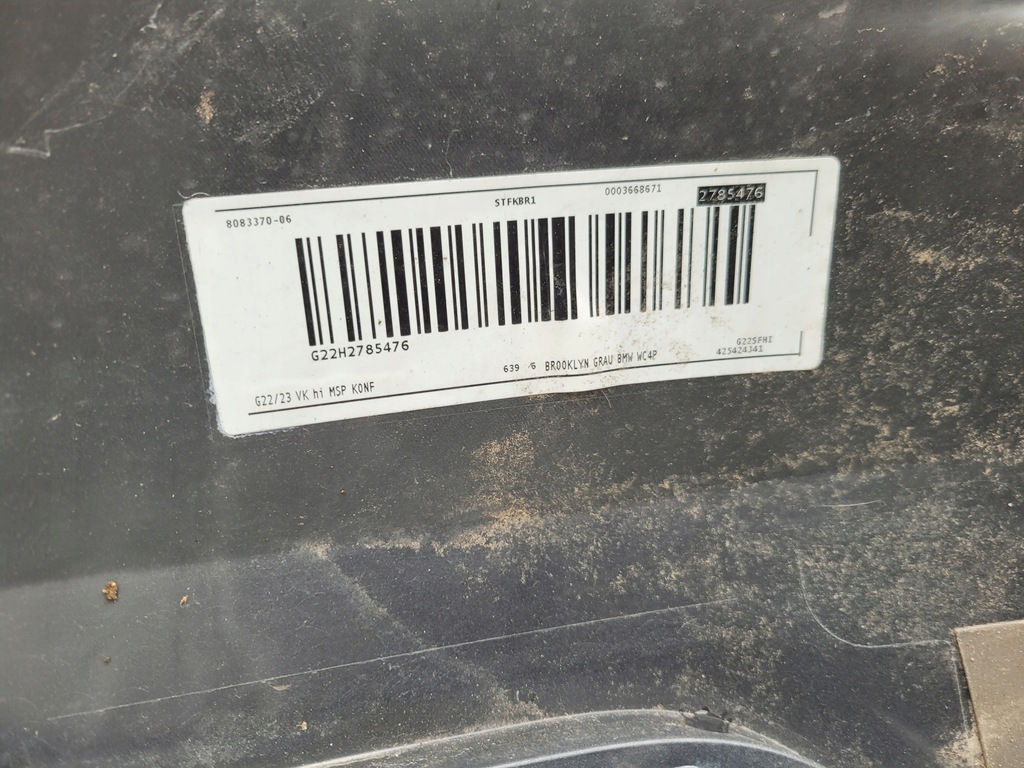 8083370-06
STFKBR1
0003668671
2785476
G22H2785476
G22/23 VK hi MSP KONF
639 /6 BROOKLYN GRAU BMW WC4P
G22SFHI
425424341